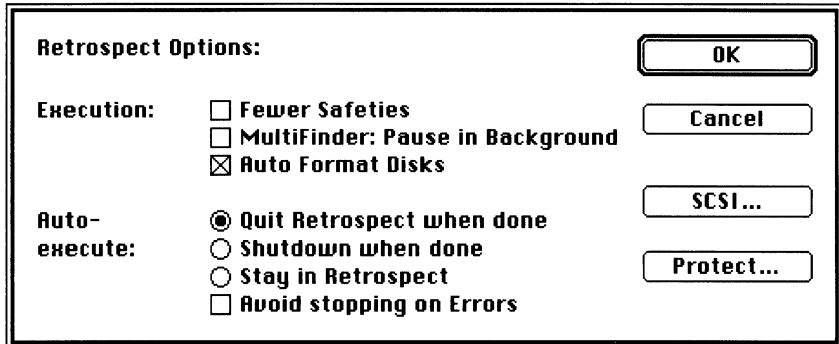 Retrospect Options:
OK
Execution:
Fewer Safeties
MultiFinder: Pause in Background
Auto Format Disks
Cancel
Auto-
execute:
Quit Retrospect when done
Shutdown when done
Stay in Retrospect
Avoid stopping on Errors
SCSI...
Protect...